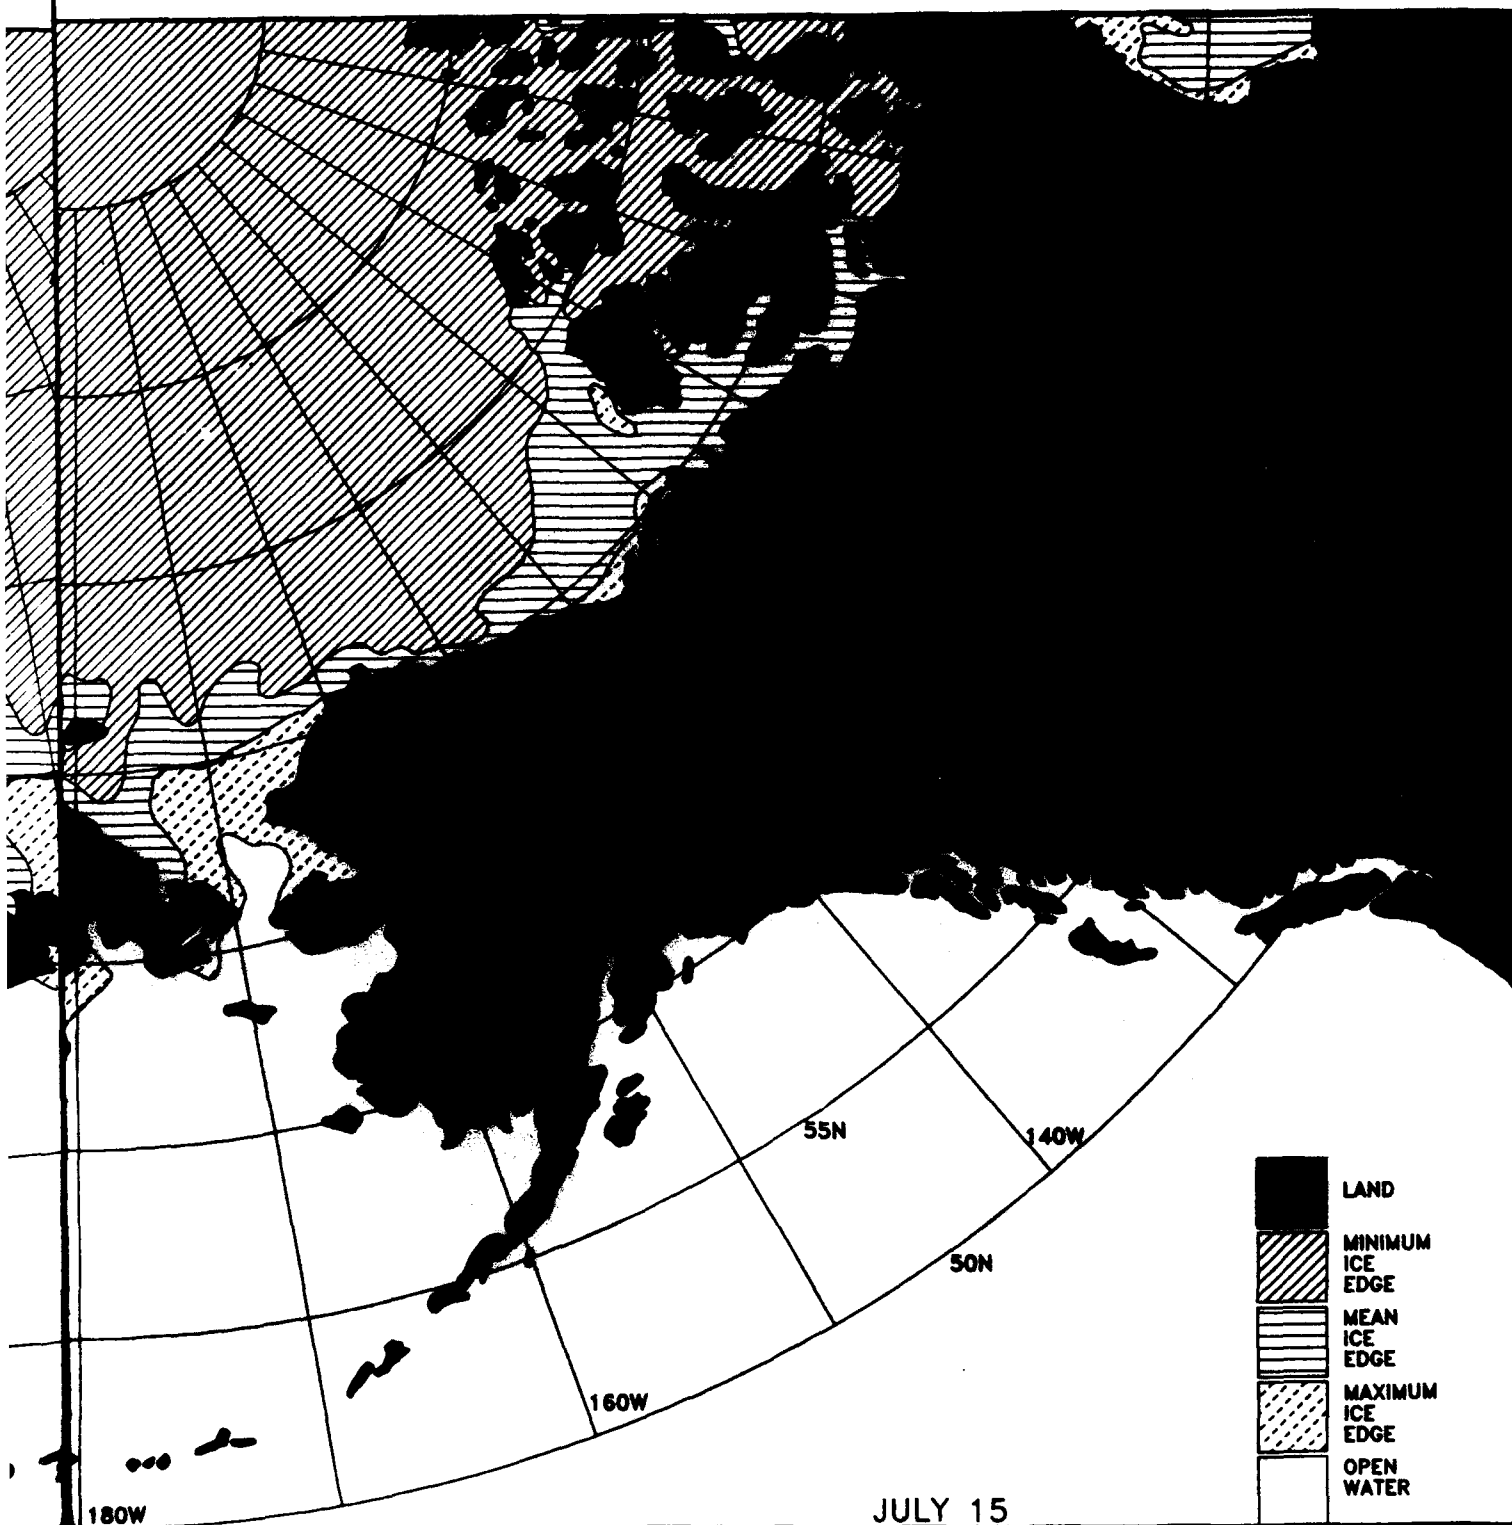 55N
140W
LAND
MINIMUM
ICE
EDGE
50N
MEAN
ICE
EDGE
160W
MAXIMUM
ICE
EDGE
OPEN
WATER
180W
JULY 15